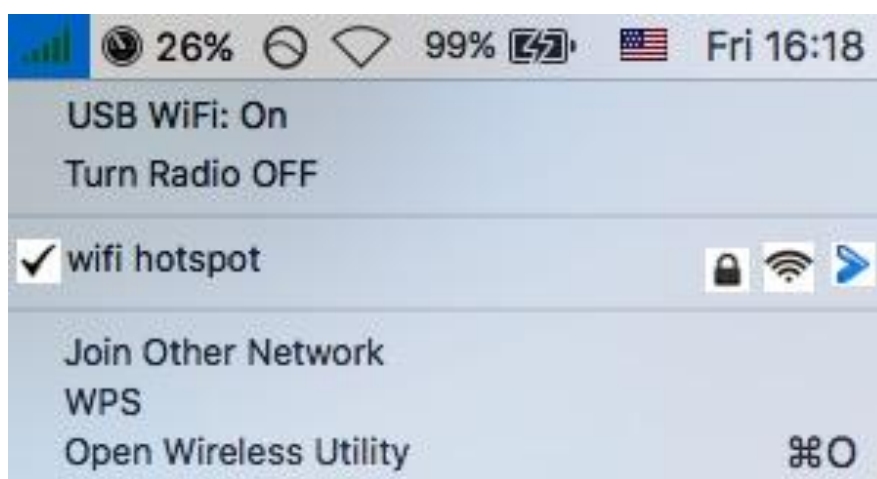 26% 99% Fri 16:18
USB WiFi: On
Turn Radio OFF
wifi hotspot
Join Other Network
WPS
Open Wireless Utility ⌘O